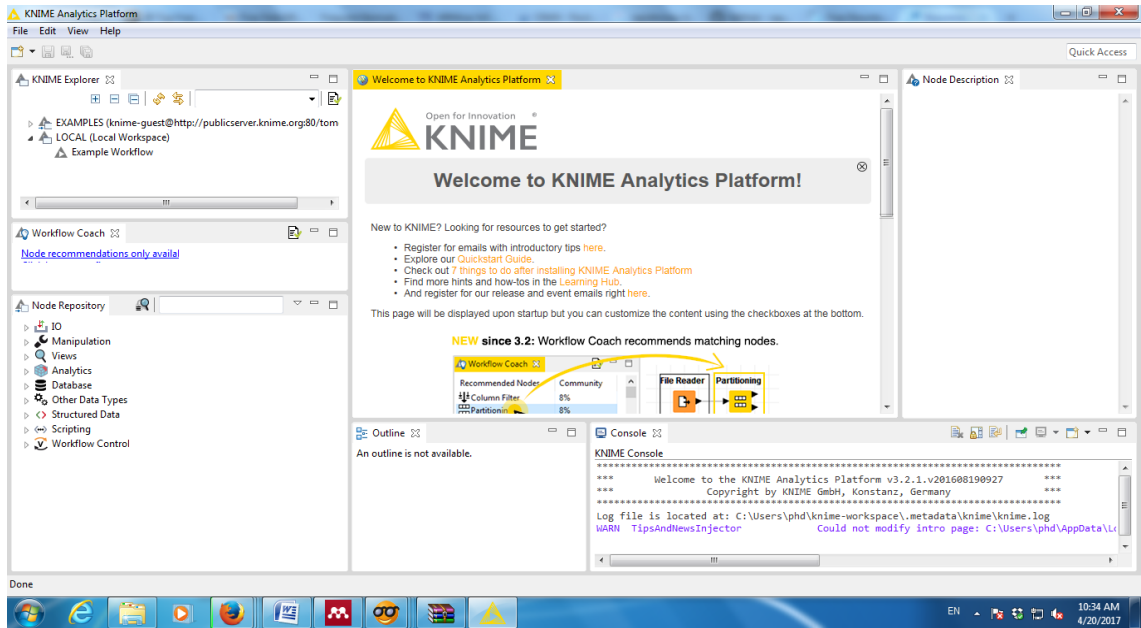 KNIME Analytics Platform
File Edit View Help
Quick Access
KNIME Explorer
EXAMPLES (knime-guest@http://publicserver.knime.org:80/tom
LOCAL (Local Workspace)
Example Workflow
Workflow Coach
Node recommendations only availal
Node Repository
IO
Manipulation
Views
Analytics
Database
Other Data Types
Structured Data
Scripting
Workflow Control
Welcome to KNIME Analytics Platform
Open for Innovation
KNIME
Welcome to KNIME Analytics Platform!
New to KNIME? Looking for resources to get started?
• Register for emails with introductory tips here.
• Explore our Quickstart Guide.
• Check out 7 things to do after installing KNIME Analytics Platform
• Find more hints and how-tos in the Learning Hub.
• And register for our release and event emails right here.
This page will be displayed upon startup but you can customize the content using the checkboxes at the bottom.
NEW since 3.2: Workflow Coach recommends matching nodes.
Workflow Coach
Recommended Nodes Community
Column Filter 8%
Partitioning 8%
File Reader Partitioning
Node Description
Outline
An outline is not available.
Console
KNIME Console
***********************************************************************
*** Welcome to the KNIME Analytics Platform v3.2.1.v201608190927 ***
*** Copyright by KNIME GmbH, Konstanz, Germany ***
***********************************************************************
Log file is located at: C:\Users\phd\knime-workspace\.metadata\knime\knime.log
WARN TipsAndNewsInjector Could not modify intro page: C:\Users\phd\AppData\Lo
Done
EN
10:34 AM
4/20/2017